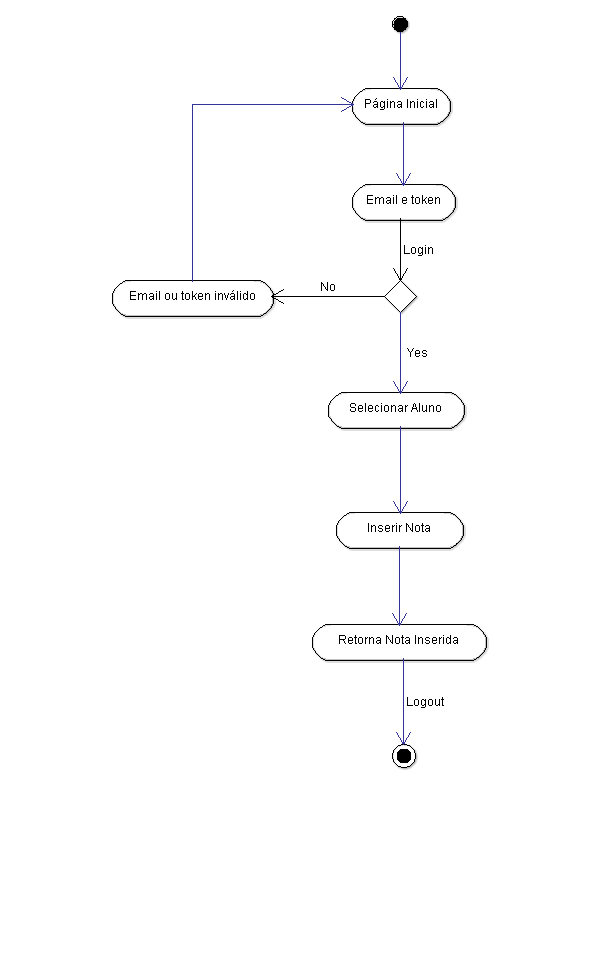 Página Inicial
Email e token
Login
No
Email ou token inválido
Yes
Selecionar Aluno
Inserir Nota
Retorna Nota Inserida
Logout